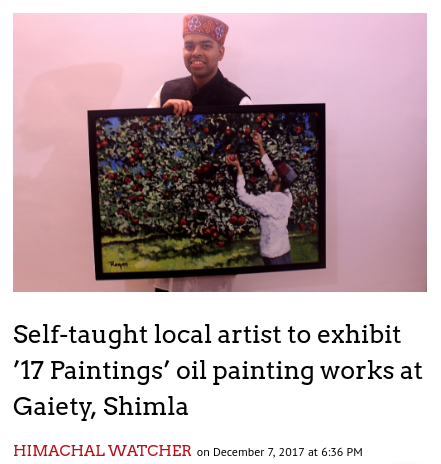 Self-taught local artist to exhibit
'17 Paintings' oil painting works at
Gaiety, Shimla
HIMACHAL WATCHER on December 7, 2017 at 6:36 PM